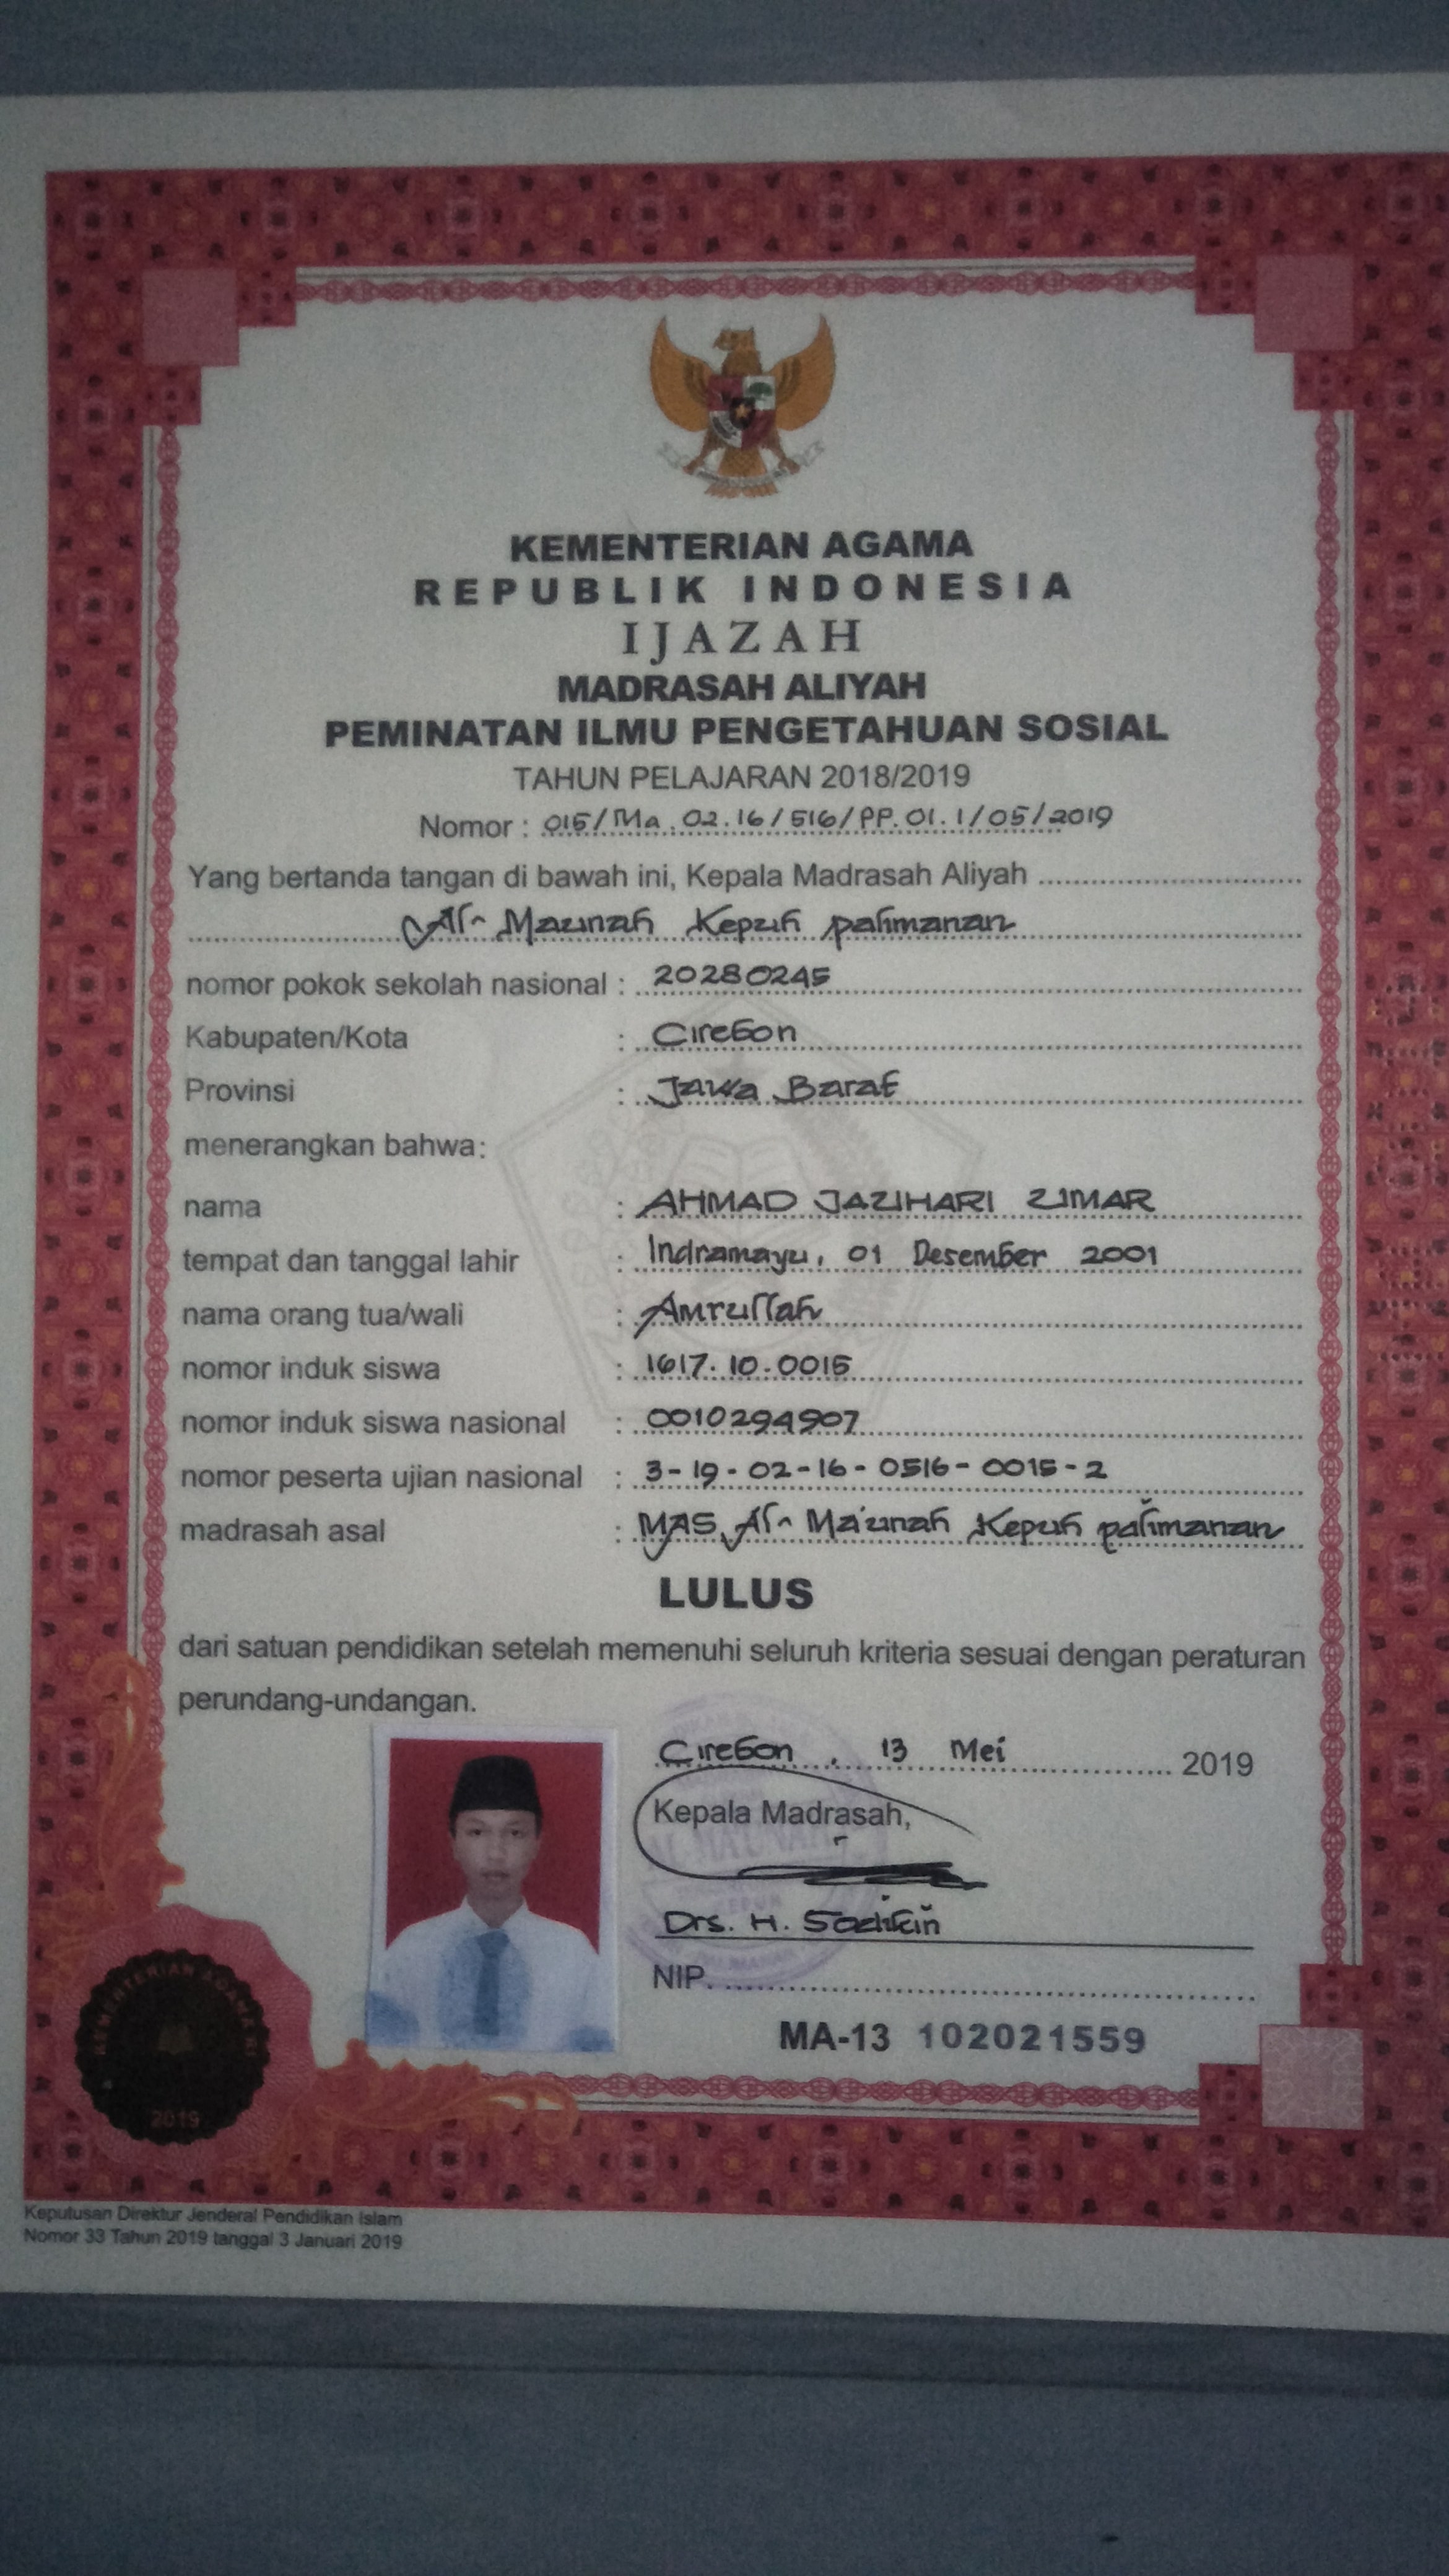 KEMENTERIAN AGAMA
REPUBLIK INDONESIA
IJAZAH
MADRASAH ALIYAH
PEMINATAN ILMU PENGETAHUAN SOSIAL
TAHUN PELAJARAN 2018/2019
Nomor : 015/Ma.02.16/516/PP.01.1/05/2019
Yang bertanda tangan di bawah ini, Kepala Madrasah Aliyah
Al-Maunah Kepuh palimanan
nomor pokok sekolah nasional : 20280245
Kabupaten/Kota : Cirebon
Provinsi : Jawa Barat
menerangkan bahwa:
nama : AHMAD JAZIHARI ZIMAR
tempat dan tanggal lahir : Indramayu, 01 Desember 2001
nama orang tua/wali : Amrullah
nomor induk siswa : 1617.10.0015
nomor induk siswa nasional : 0010294907
nomor peserta ujian nasional : 3-19-02-16-0516-0015-2
madrasah asal : MAS Al-Ma'unah Kepuh palimanan
LULUS
dari satuan pendidikan setelah memenuhi seluruh kriteria sesuai dengan peraturan
perundang-undangan.
Cirebon, 13 Mei 2019
Kepala Madrasah,
Drs. H. Sodikin
NIP.
MA-13 102021559
KEMENTERIAN AGAMA RI
2019
Keputusan Direktur Jenderal Pendidikan Islam
Nomor 33 Tahun 2019 tanggal 3 Januari 2019